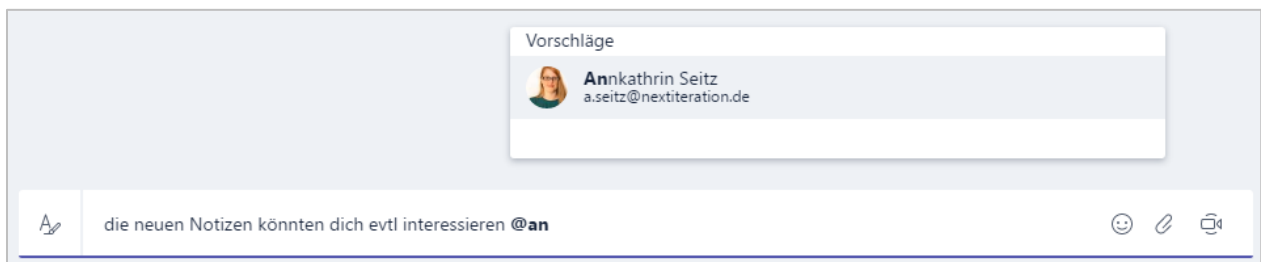 Vorschläge
Annkathrin Seitz
a.seitz@nextiteration.de
die neuen Notizen könnten dich evtl interessieren @an